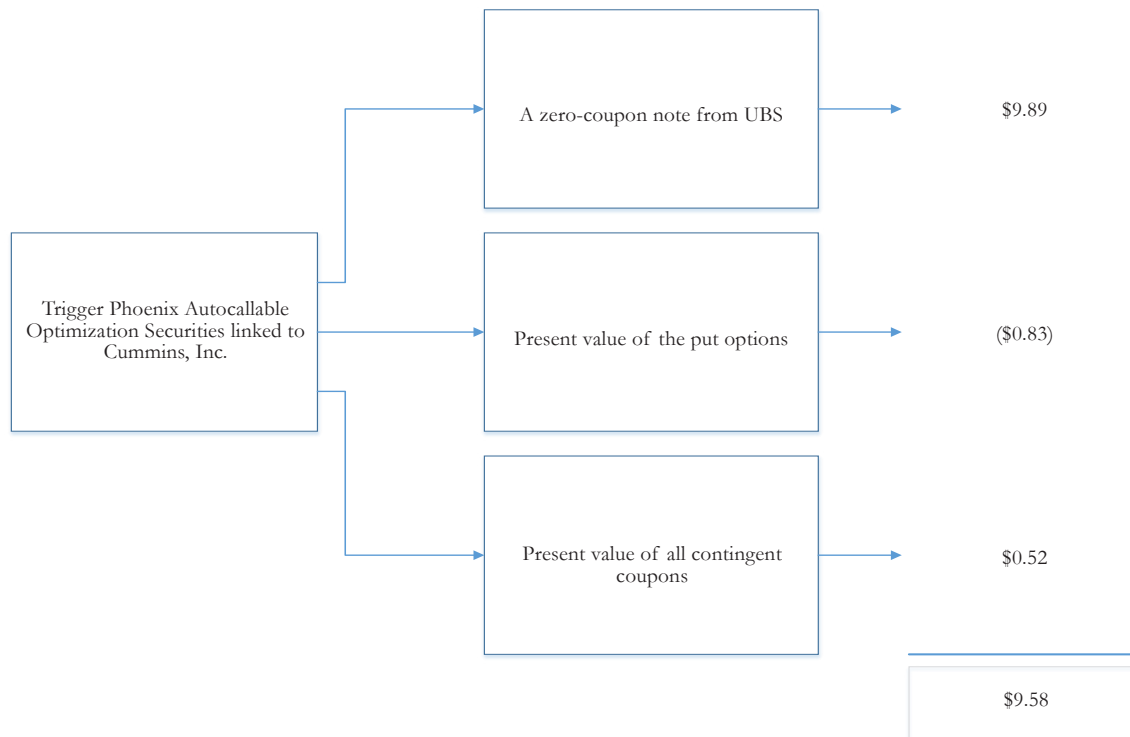 A zero-coupon note from UBS
$9.89
Trigger Phoenix Autocallable
Optimization Securities linked to
Cummins, Inc.
Present value of the put options
($0.83)
Present value of all contingent
coupons
$0.52
$9.58